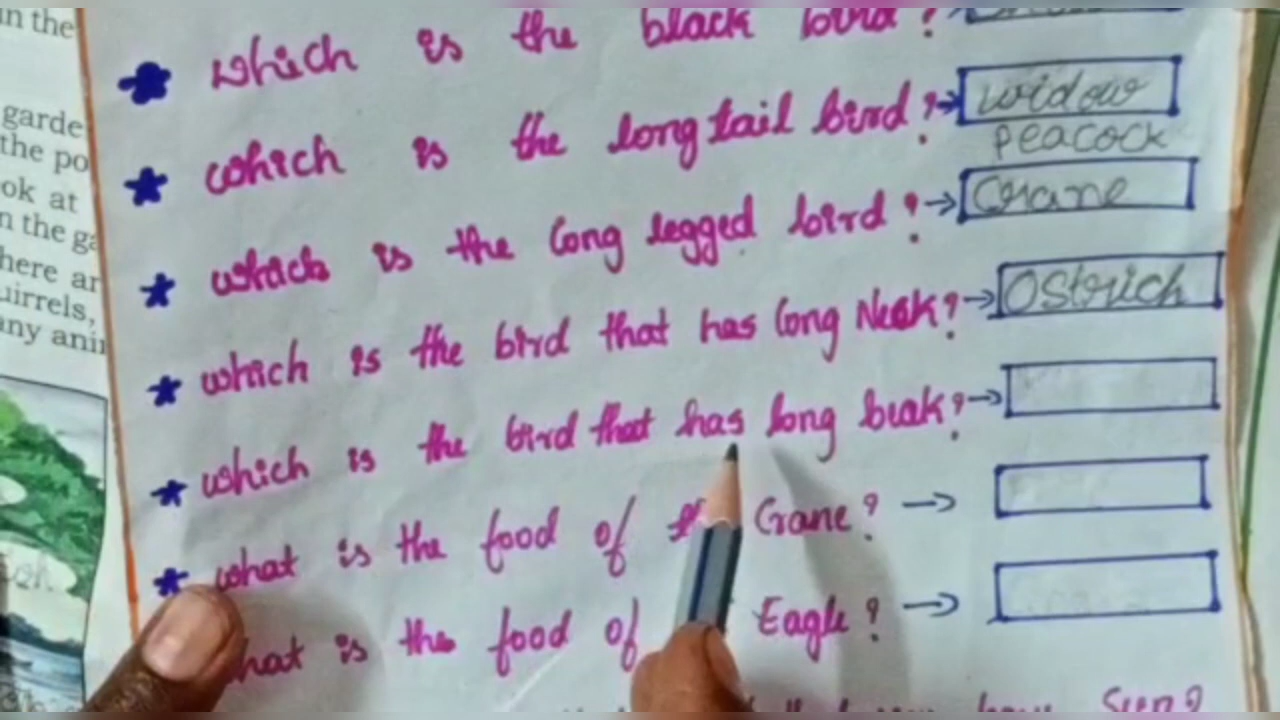 in the
garde
the po
ok at
n the ga
here ar
uirrels,
any ani
which is the black bird?
which is the long tail bird? → widow
peacock
which is the long legged bird? → Crane
which is the bird that has long Neck? → Ostrich
which is the bird that has long beak? →
what is the food of Crane? →
hat is the food of Eagle? →
have seen?